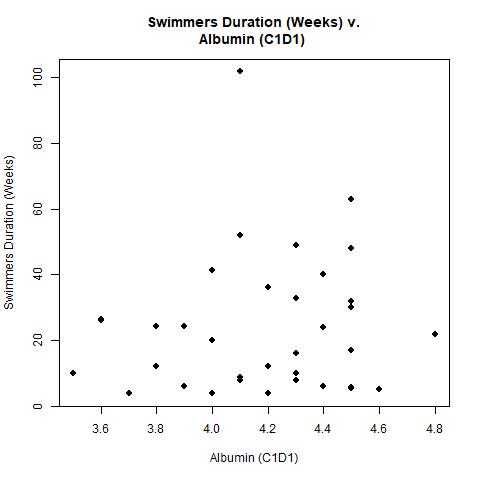 Swimmers Duration (Weeks) v.
Albumin (C1D1)
Swimmers Duration (Weeks)
100
80
60
40
20
0
3.6 3.8 4.0 4.2 4.4 4.6 4.8
Albumin (C1D1)